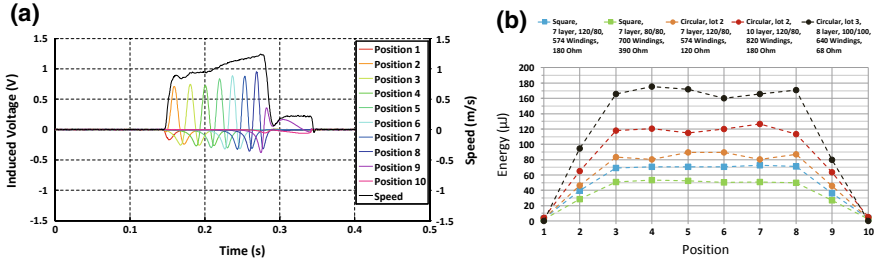 (a)
1.5
1
0.5
0
-0.5
-1
-1.5
Induced Voltage (V)
0
0.1
0.2
0.3
0.4
0.5
Time (s)
1.5
1
0.5
0
-0.5
-1
-1.5
Speed (m/s)
Position 1
Position 2
Position 3
Position 4
Position 5
Position 6
Position 7
Position 8
Position 9
Position 10
Speed
(b)
Square,
7 layer, 120/80,
574 Windings,
180 Ohm
Square,
7 layer, 80/80,
700 Windings,
390 Ohm
Circular, lot 2
7 layer, 120/80,
574 Windings,
120 Ohm
Circular, lot 2,
10 layer, 120/80,
820 Windings,
180 Ohm
Circular, lot 3,
8 layer, 100/100,
640 Windings,
68 Ohm
200
180
160
140
120
100
80
60
40
20
0
Energy (µJ)
1 2 3 4 5 6 7 8 9 10
Position